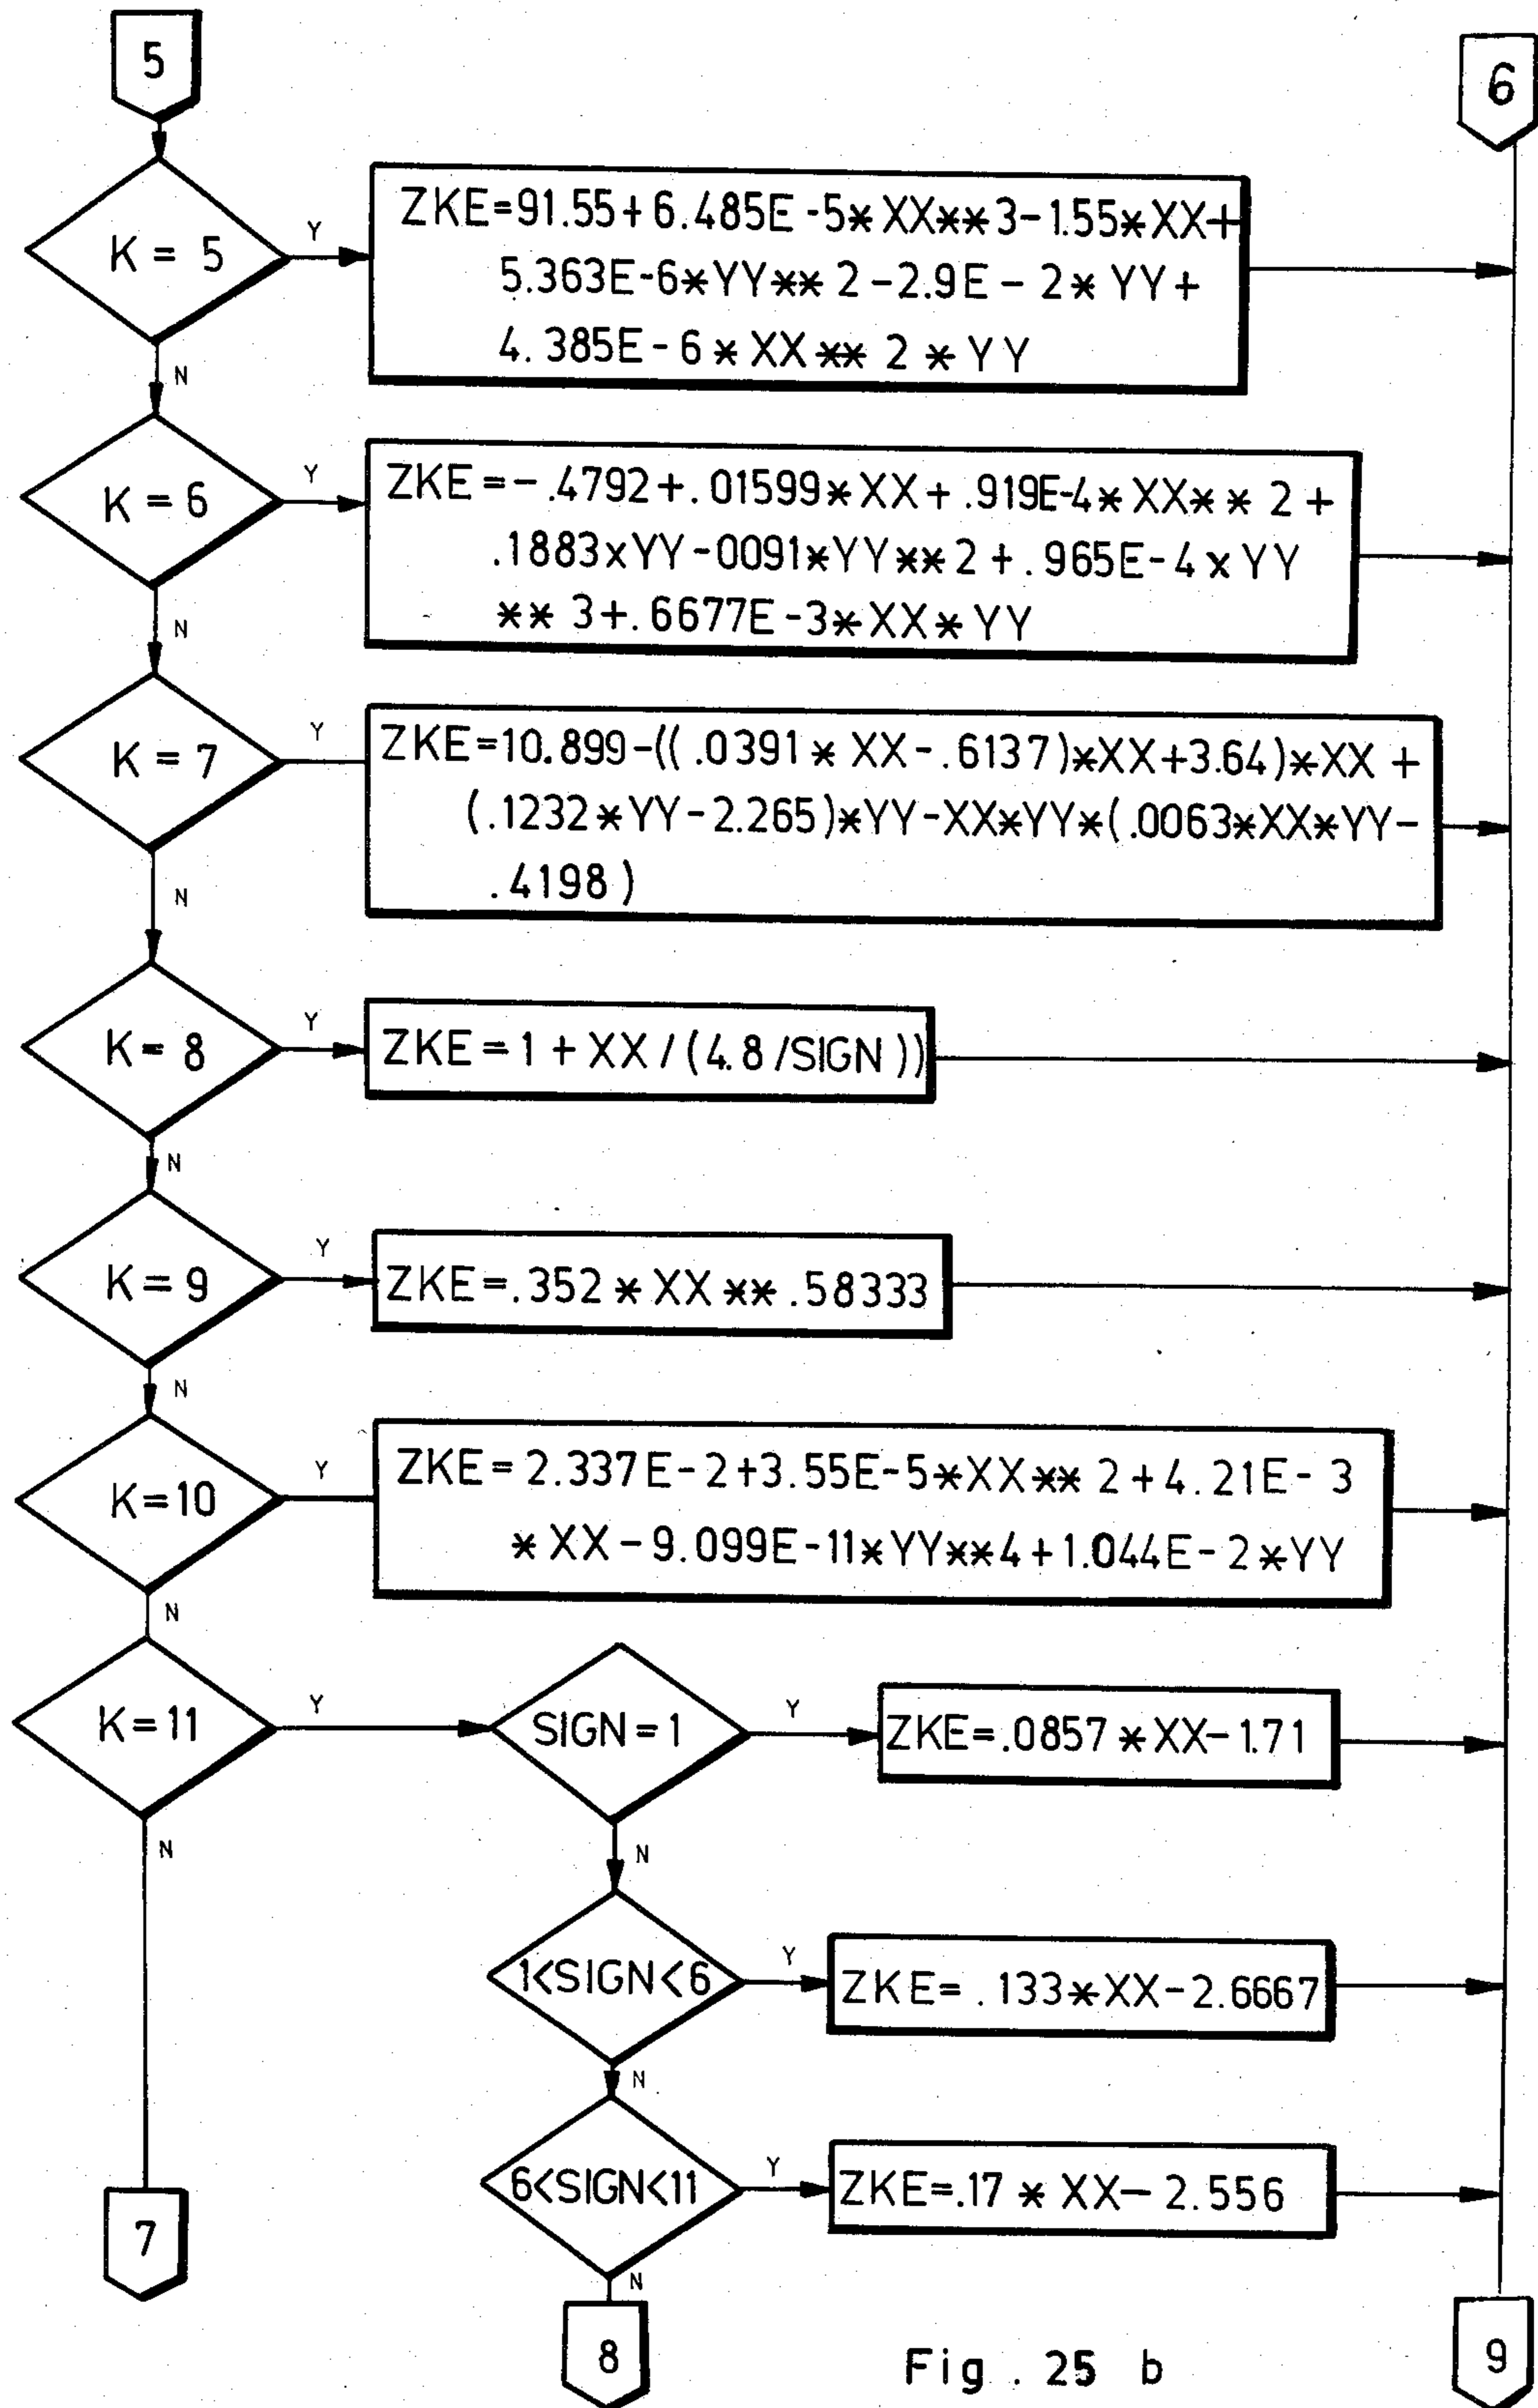 5
6
K = 5
Y
ZKE=91.55+6.485E-5*XX**3-1.55*XX+
5.363E-6*YY**2-2.9E-2*YY+
4.385E-6*XX**2*YY
N
K = 6
Y
ZKE=-.4792+.01599*XX+.919E-4*XX**2+
.1883xYY-0091*YY**2+.965E-4xYY
**3+.6677E-3*XX*YY
N
K = 7
Y
ZKE=10.899-((.0391*XX-.6137)*XX+3.64)*XX+
(.1232*YY-2.265)*YY-XX*YY*(.0063*XX*YY-
.4198)
N
K = 8
Y
ZKE=1+XX/(4.8/SIGN))
N
K = 9
Y
ZKE=.352*XX**.58333
N
K=10
Y
ZKE=2.337E-2+3.55E-5*XX**2+4.21E-3
*XX-9.099E-11*YY**4+1.044E-2*YY
N
K=11
Y
SIGN=1
Y
ZKE=.0857*XX-1.71
N
N
1<SIGN<6
Y
ZKE=.133*XX-2.6667
N
6<SIGN<11
Y
ZKE=.17*XX-2.556
N
7
8
9
Fig. 25 b